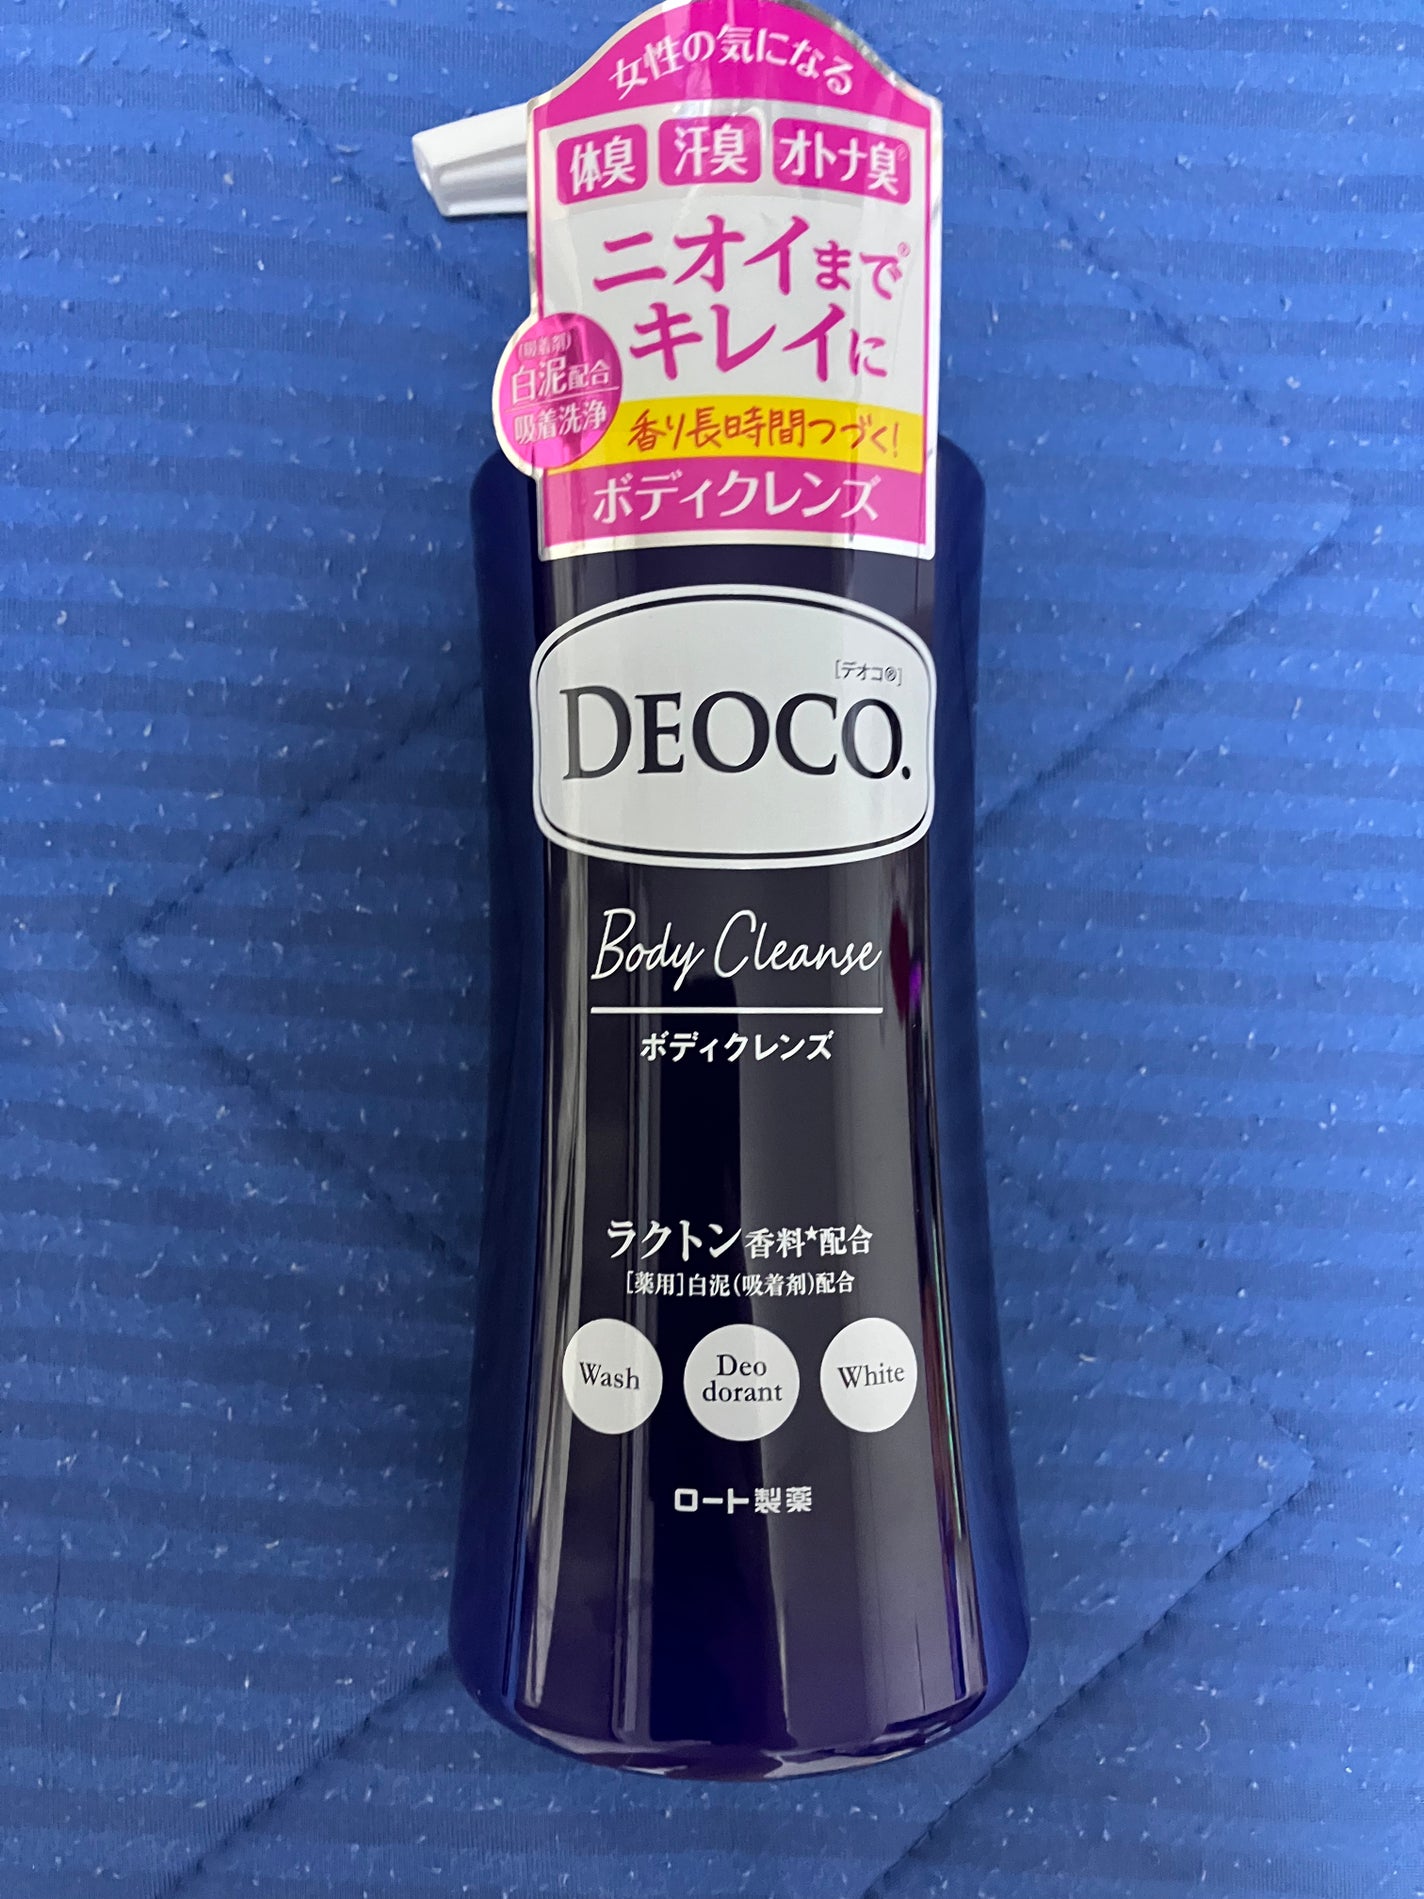 女性の気になる
体臭 汗臭 オトナ臭®
ニオイまで®
キレイに
(吸着剤)
白泥配合
吸着洗浄
香り長時間つづく!
ボディクレンズ
[デオコ®]
DEOCO.
Body Cleanse
ボディクレンズ
ラクトン香料★配合
[薬用]白泥(吸着剤)配合
Wash Deo dorant White
ロート製薬